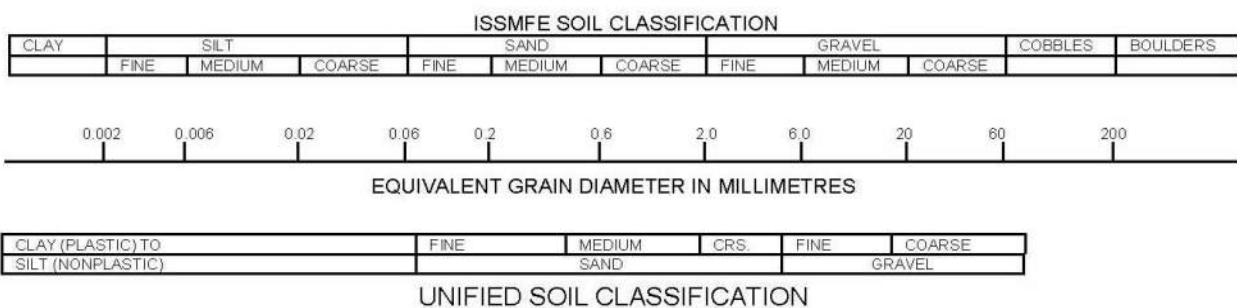 ISSMFE SOIL CLASSIFICATION
CLAY SILT SAND GRAVEL COBBLES BOULDERS
FINE MEDIUM COARSE FINE MEDIUM COARSE FINE MEDIUM COARSE
0.002 0.006 0.02 0.06 0.2 0.6 2.0 6.0 20 60 200
EQUIVALENT GRAIN DIAMETER IN MILLIMETRES
CLAY (PLASTIC) TO FINE MEDIUM CRS. FINE COARSE
SILT (NONPLASTIC) SAND GRAVEL
UNIFIED SOIL CLASSIFICATION